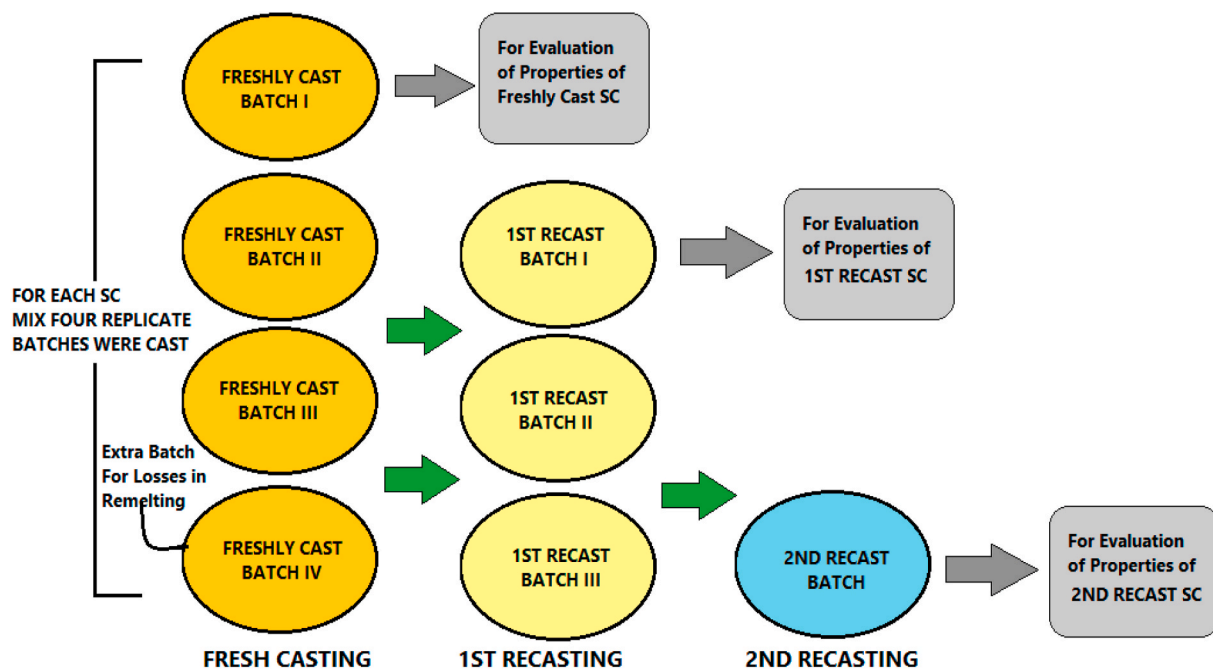 FRESHLY CAST
BATCH I
For Evaluation
of Properties of
Freshly Cast SC
FRESHLY CAST
BATCH II
1ST RECAST
BATCH I
For Evaluation
of Properties of
1ST RECAST SC
FOR EACH SC
MIX FOUR REPLICATE
BATCHES WERE CAST
FRESHLY CAST
BATCH III
1ST RECAST
BATCH II
Extra Batch
For Losses in
Remelting
FRESHLY CAST
BATCH IV
1ST RECAST
BATCH III
2ND RECAST
BATCH
For Evaluation
of Properties of
2ND RECAST SC
FRESH CASTING
1ST RECASTING
2ND RECASTING